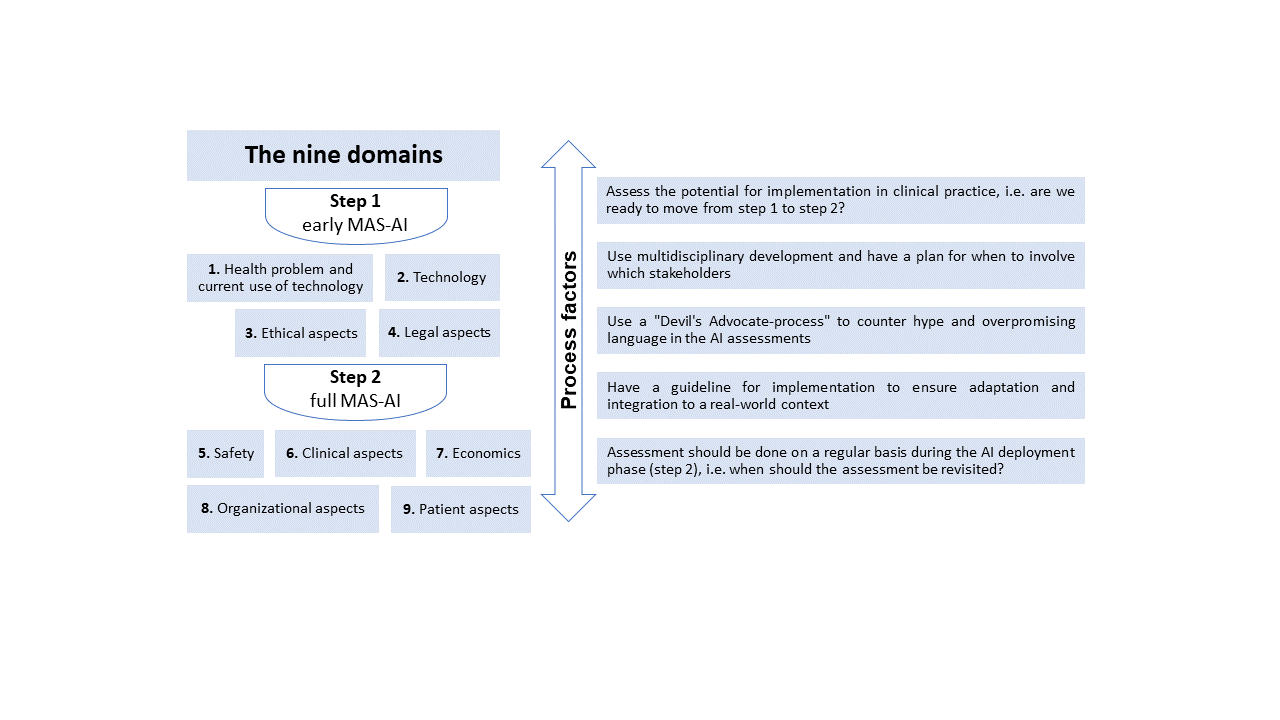 The nine domains
Step 1
early MAS-AI
1. Health problem and
current use of technology
2. Technology
3. Ethical aspects
4. Legal aspects
Step 2
full MAS-AI
5. Safety
6. Clinical aspects
7. Economics
8. Organizational aspects
9. Patient aspects
Process factors
Assess the potential for implementation in clinical practice, i.e. are we
ready to move from step 1 to step 2?
Use multidisciplinary development and have a plan for when to involve
which stakeholders
Use a "Devil's Advocate-process" to counter hype and overpromising
language in the AI assessments
Have a guideline for implementation to ensure adaptation and
integration to a real-world context
Assessment should be done on a regular basis during the AI deployment
phase (step 2), i.e. when should the assessment be revisited?